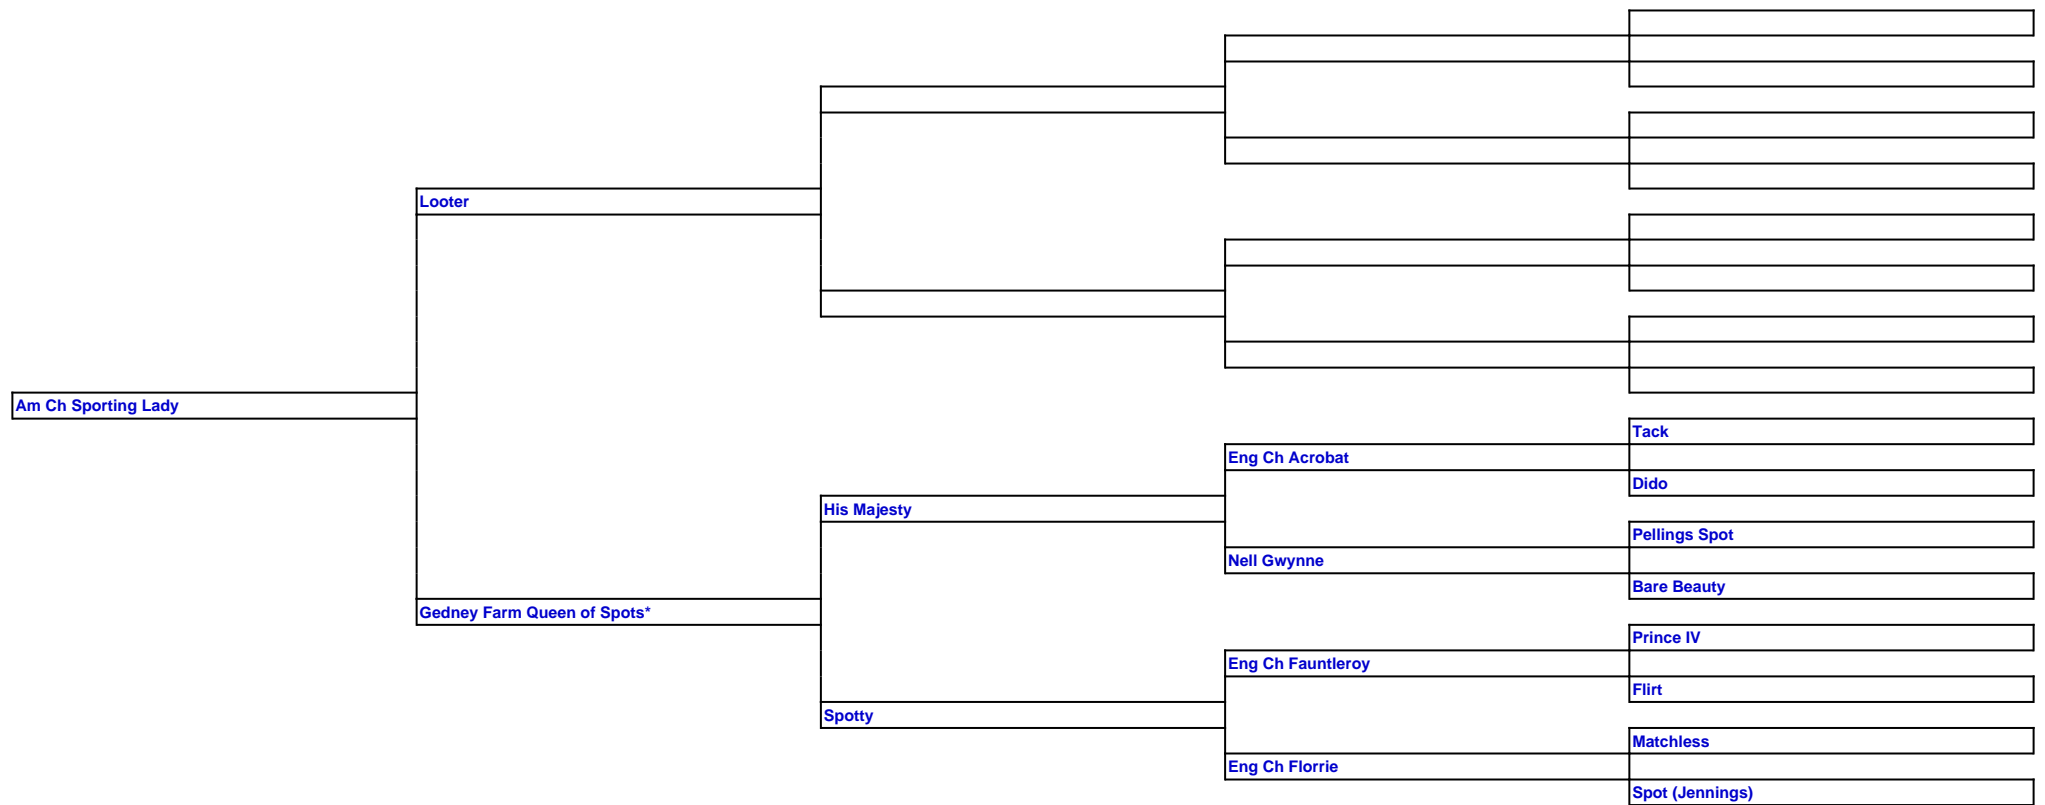 Looter
Am Ch Sporting Lady
Tack
Eng Ch Acrobat
Dido
His Majesty
Pellings Spot
Nell Gwynne
Bare Beauty
Gedney Farm Queen of Spots*
Prince IV
Eng Ch Fauntleroy
Flirt
Spotty
Matchless
Eng Ch Florrie
Spot (Jennings)